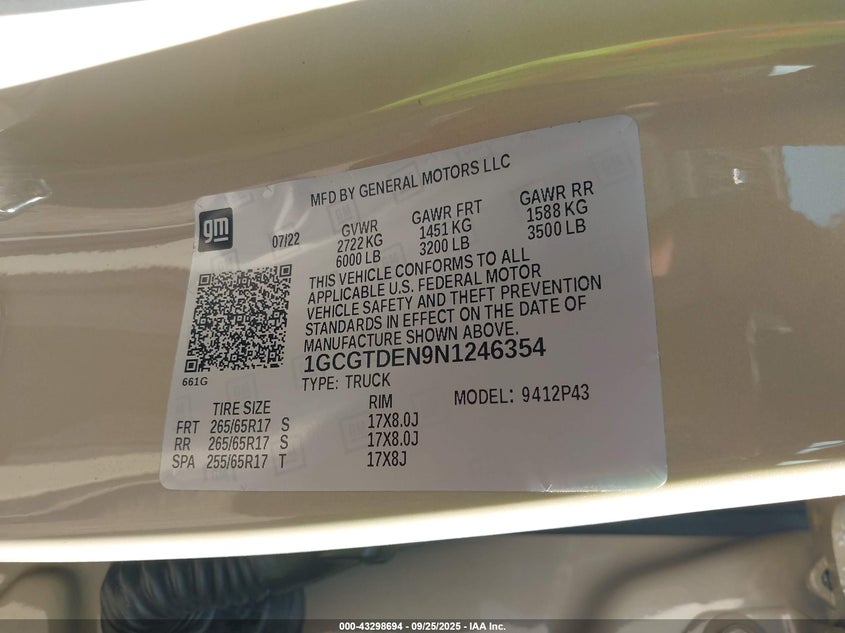 MFD BY GENERAL MOTORS LLC
gm
07/22
GVWR GAWR FRT GAWR RR
2722 KG 1451 KG 1588 KG
6000 LB 3200 LB 3500 LB
THIS VEHICLE CONFORMS TO ALL
APPLICABLE U.S. FEDERAL MOTOR
VEHICLE SAFETY AND THEFT PREVENTION
STANDARDS IN EFFECT ON THE DATE OF
MANUFACTURE SHOWN ABOVE.
1GCGTDEN9N1246354
661G
TYPE: TRUCK
MODEL: 9412P43
TIRE SIZE RIM
FRT 265/65R17 S 17X8.0J
RR 265/65R17 S 17X8.0J
SPA 255/65R17 T 17X8J
000-43298694 - 09/25/2025 - IAA Inc.